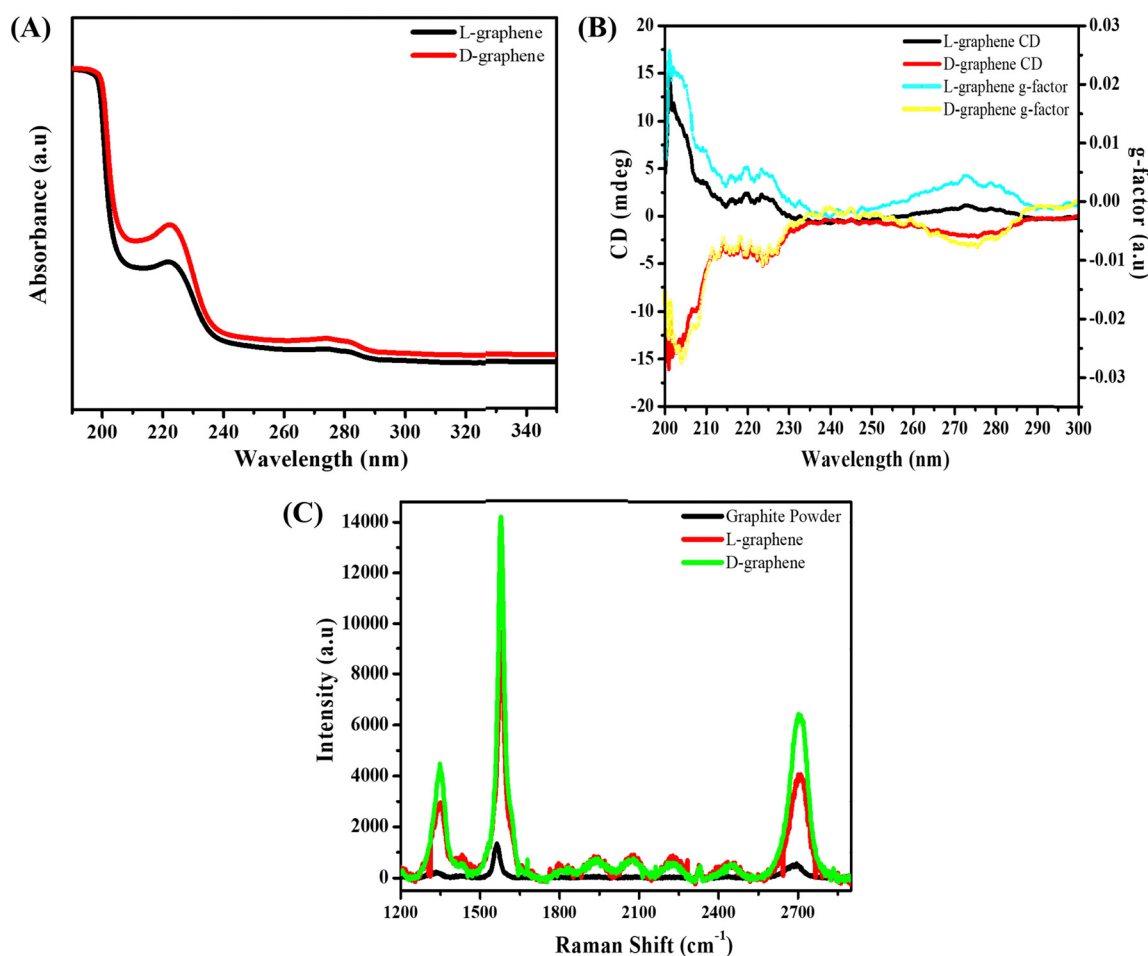 (A)
L-graphene
D-graphene
Absorbance (a.u)
200 220 240 260 280 300 320 340
Wavelength (nm)
(B)
L-graphene CD
D-graphene CD
L-graphene g-factor
D-graphene g-factor
20
15
10
5
0
-5
-10
-15
-20
CD (mdeg)
0.03
0.02
0.01
0.00
-0.01
-0.02
-0.03
g-factor (a.u)
200 210 220 230 240 250 260 270 280 290 300
Wavelength (nm)
(C)
Graphite Powder
L-graphene
D-graphene
14000
12000
10000
8000
6000
4000
2000
0
Intensity (a.u)
1200 1500 1800 2100 2400 2700
Raman Shift (cm⁻¹)